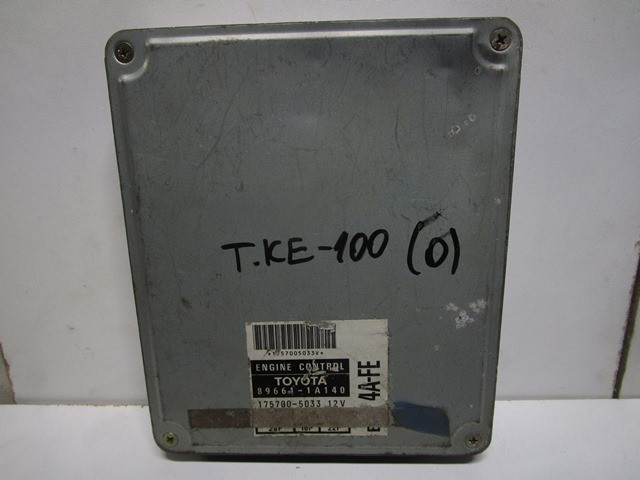 T.KE-100 (0)
*1757005033V*
ENGINE CONTROL
TOYOTA
89661-1A140
175700-5033 12V
4A-FE